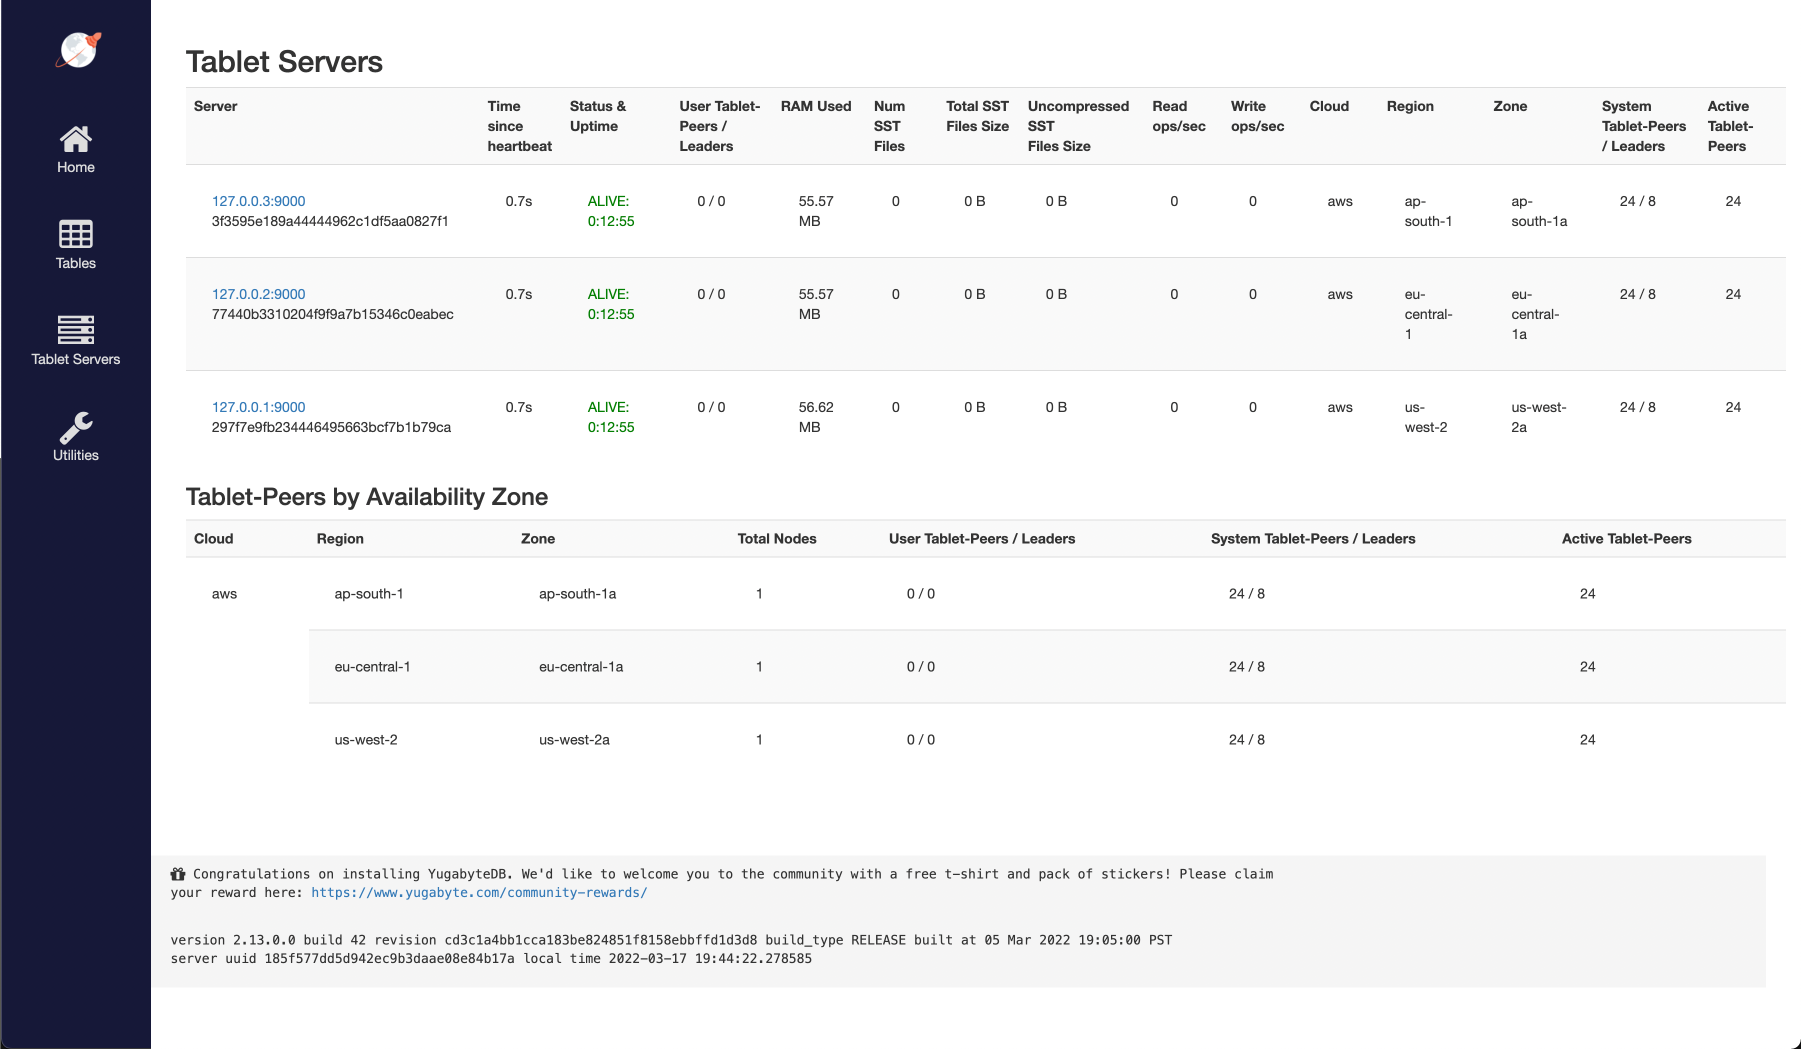 Home
Tables
Tablet Servers
Utilities
Tablet Servers
Server Time since heartbeat Status & Uptime User Tablet-Peers / Leaders RAM Used Num SST Files Total SST Files Size Uncompressed SST Files Size Read ops/sec Write ops/sec Cloud Region Zone System Tablet-Peers / Leaders Active Tablet-Peers
127.0.0.3:9000 0.7s ALIVE: 0 / 0 55.57 0 0 B 0 B 0 0 aws ap- ap- 24 / 8 24
3f3595e189a44444962c1df5aa0827f1 0:12:55 MB south-1 south-1a
127.0.0.2:9000 0.7s ALIVE: 0 / 0 55.57 0 0 B 0 B 0 0 aws eu- eu- 24 / 8 24
77440b3310204f9f9a7b15346c0eabec 0:12:55 MB central- central-
1 1a
127.0.0.1:9000 0.7s ALIVE: 0 / 0 56.62 0 0 B 0 B 0 0 aws us- us-west- 24 / 8 24
297f7e9fb234446495663bcf7b1b79ca 0:12:55 MB west-2 2a
Tablet-Peers by Availability Zone
Cloud Region Zone Total Nodes User Tablet-Peers / Leaders System Tablet-Peers / Leaders Active Tablet-Peers
aws ap-south-1 ap-south-1a 1 0 / 0 24 / 8 24
eu-central-1 eu-central-1a 1 0 / 0 24 / 8 24
us-west-2 us-west-2a 1 0 / 0 24 / 8 24
Congratulations on installing YugabyteDB. We'd like to welcome you to the community with a free t-shirt and pack of stickers! Please claim
your reward here: https://www.yugabyte.com/community-rewards/
version 2.13.0.0 build 42 revision cd3c1a4bb1cca183be824851f8158ebbffd1d3d8 build_type RELEASE built at 05 Mar 2022 19:05:00 PST
server uuid 185f577dd5d942ec9b3daae08e84b17a local time 2022-03-17 19:44:22.278585